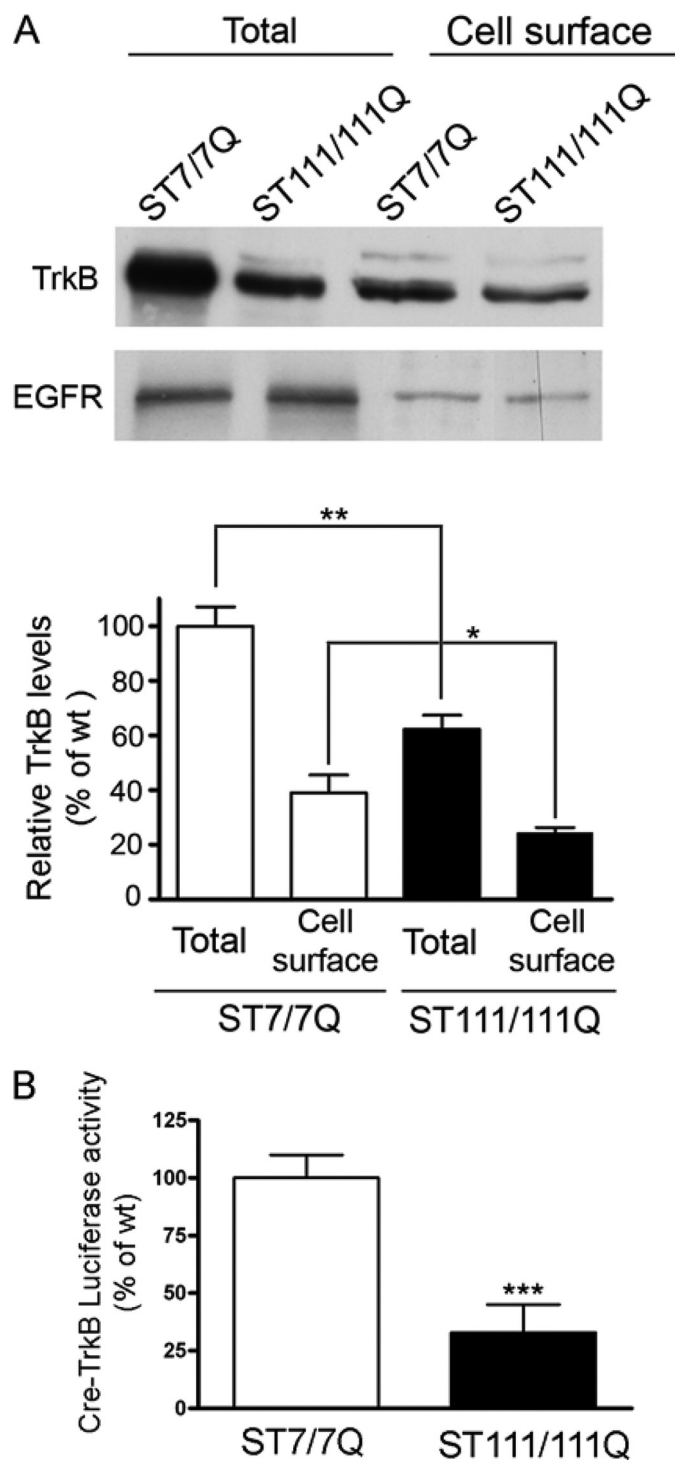 A
Total Cell surface
ST7/7Q ST111/111Q ST7/7Q ST111/111Q
TrkB
EGFR
**
*
Relative TrkB levels
(% of wt )
100
80
60
40
20
0
Total Cell surface Total Cell surface
ST7/7Q ST111/111Q
B
Cre-TrkB Luciferase activity
(% of wt)
125
100
75
50
25
0
***
ST7/7Q ST111/111Q